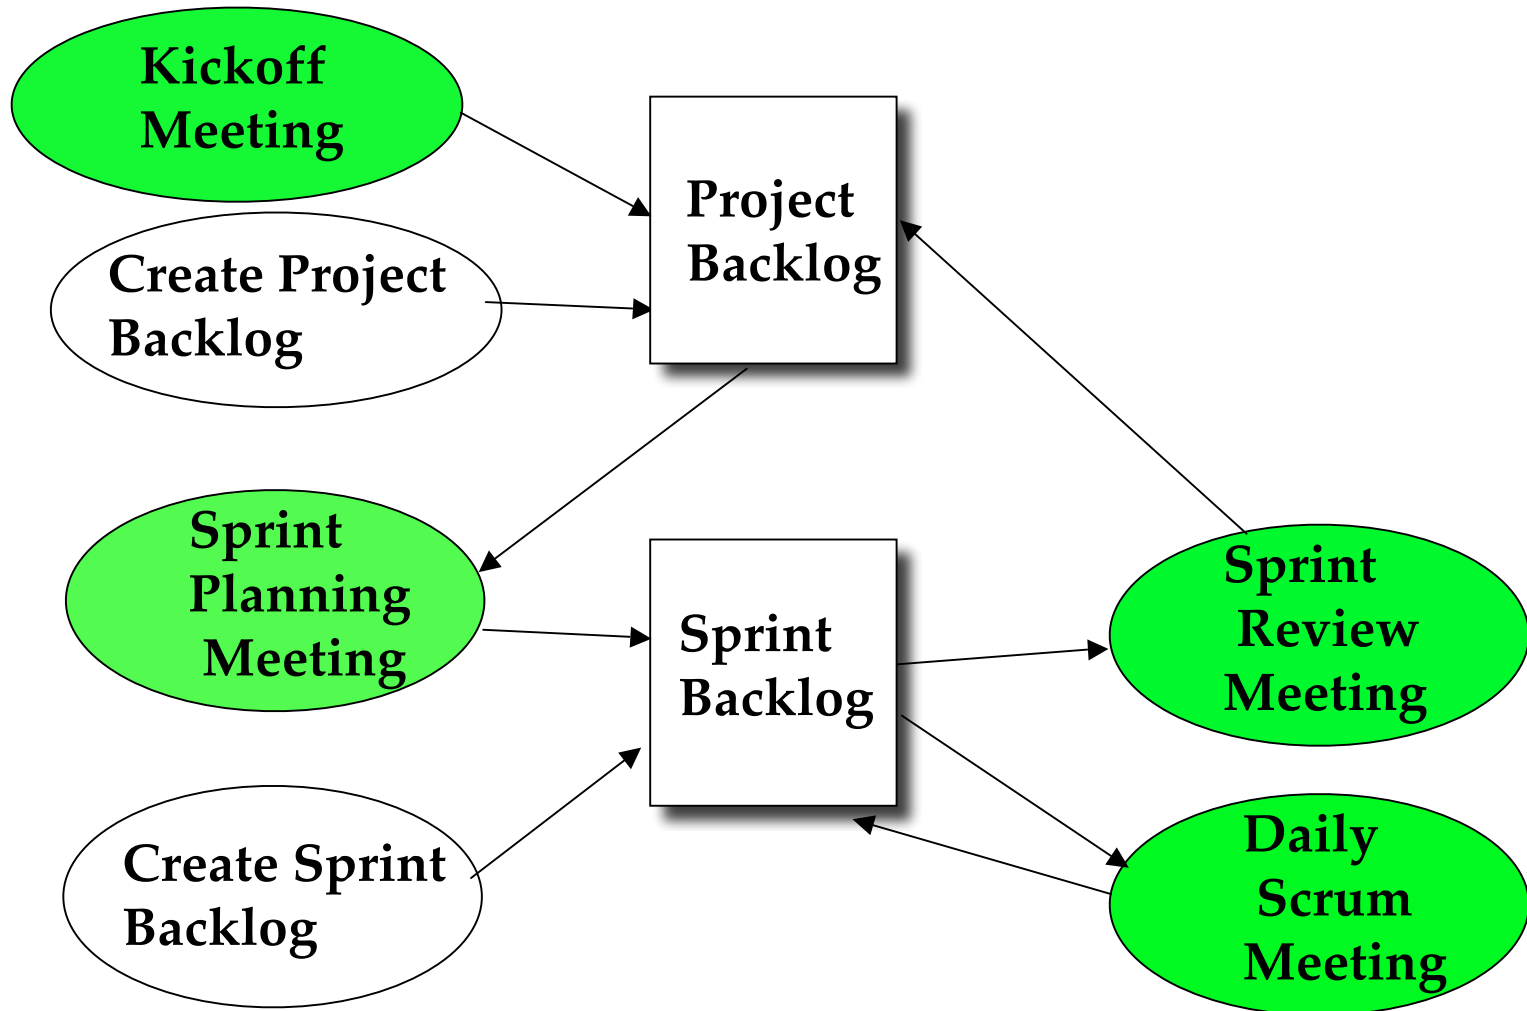 Kickoff
Meeting
Create Project
Backlog
Project
Backlog
Sprint
Planning
Meeting
Sprint
Backlog
Create Sprint
Backlog
Sprint
Review
Meeting
Daily
Scrum
Meeting